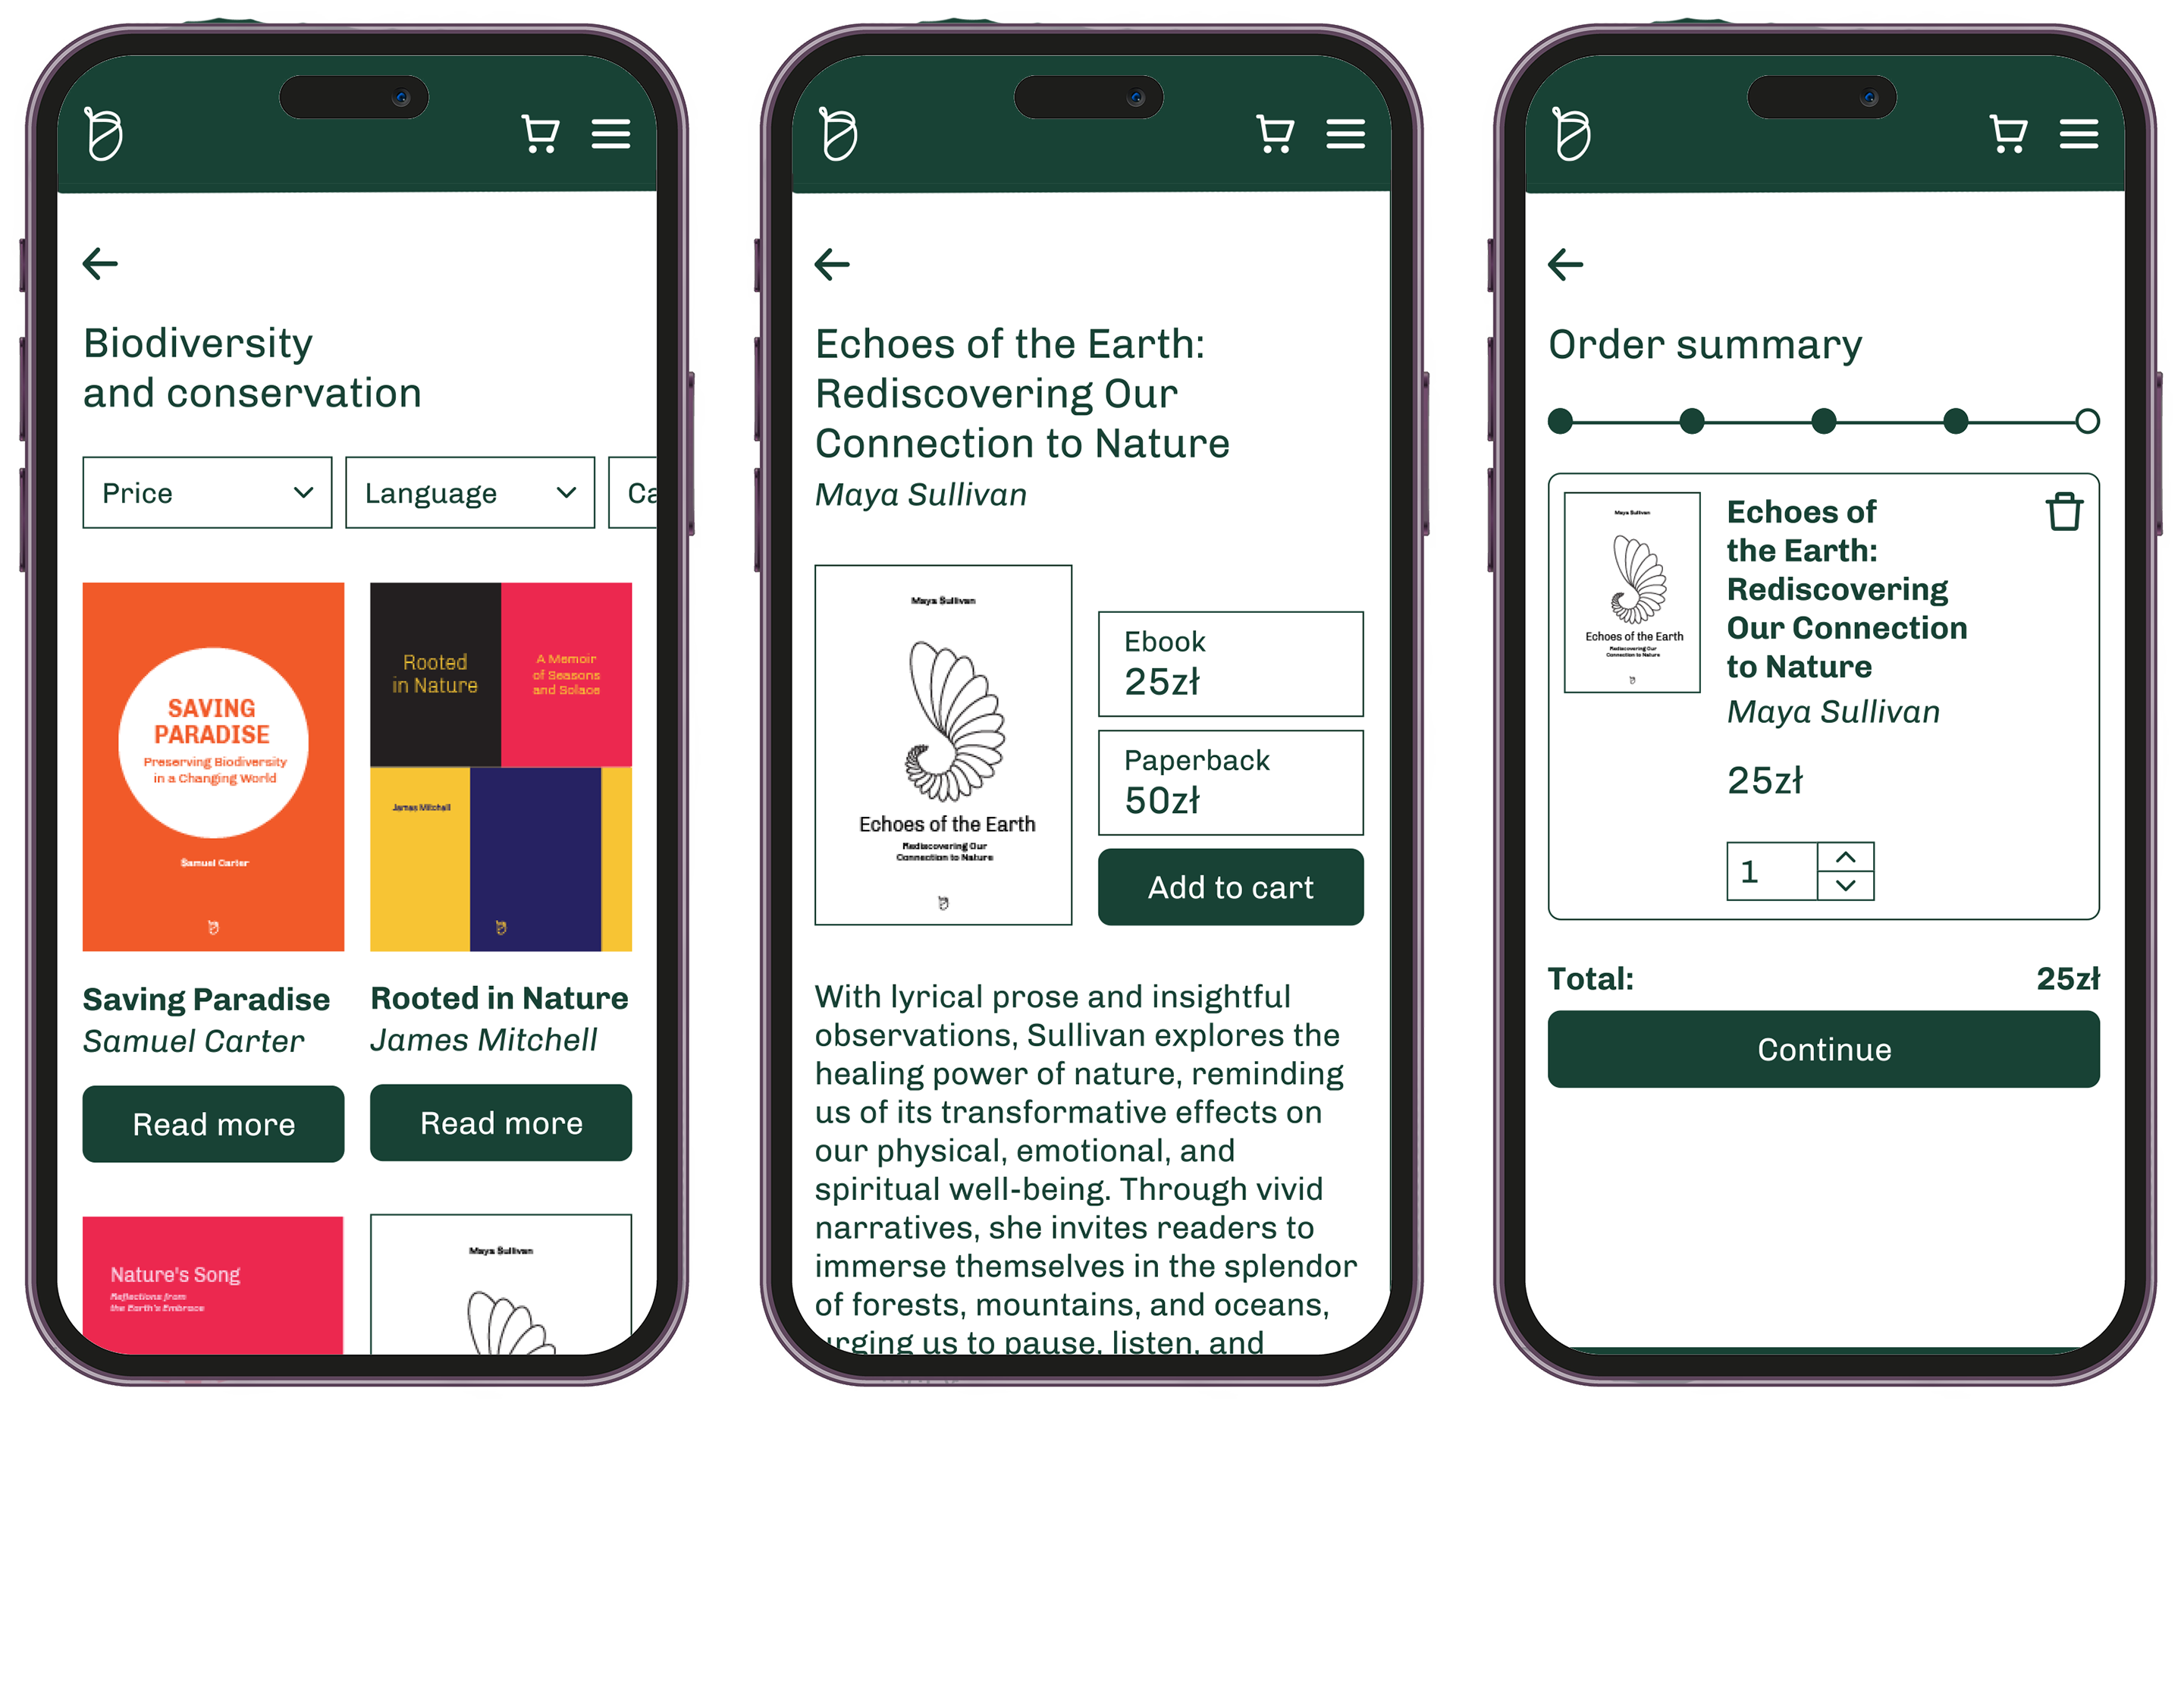 Biodiversity
and conservation
Price
Language
Ca
SAVING
PARADISE
Preserving Biodiversity
in a Changing World
Samuel Carter
Rooted
in Nature
A Memoir
of Seasons
and Solace
James Mitchell
Saving Paradise
Samuel Carter
Read more
Rooted in Nature
James Mitchell
Read more
Nature's Song
Reflections from
the Earth's Embrace
Maya Sullivan
Echoes of the Earth:
Rediscovering Our
Connection to Nature
Maya Sullivan
Maya Sullivan
Echoes of the Earth
Rediscovering Our
Connection to Nature
Ebook
25zł
Paperback
50zł
Add to cart
With lyrical prose and insightful
observations, Sullivan explores the
healing power of nature, reminding
us of its transformative effects on
our physical, emotional, and
spiritual well-being. Through vivid
narratives, she invites readers to
immerse themselves in the splendor
of forests, mountains, and oceans,
urging us to pause, listen, and
Order summary
Maya Sullivan
Echoes of the Earth
Rediscovering Our
Connection to Nature
Echoes of
the Earth:
Rediscovering
Our Connection
to Nature
Maya Sullivan
25zł
1
Total:
25zł
Continue